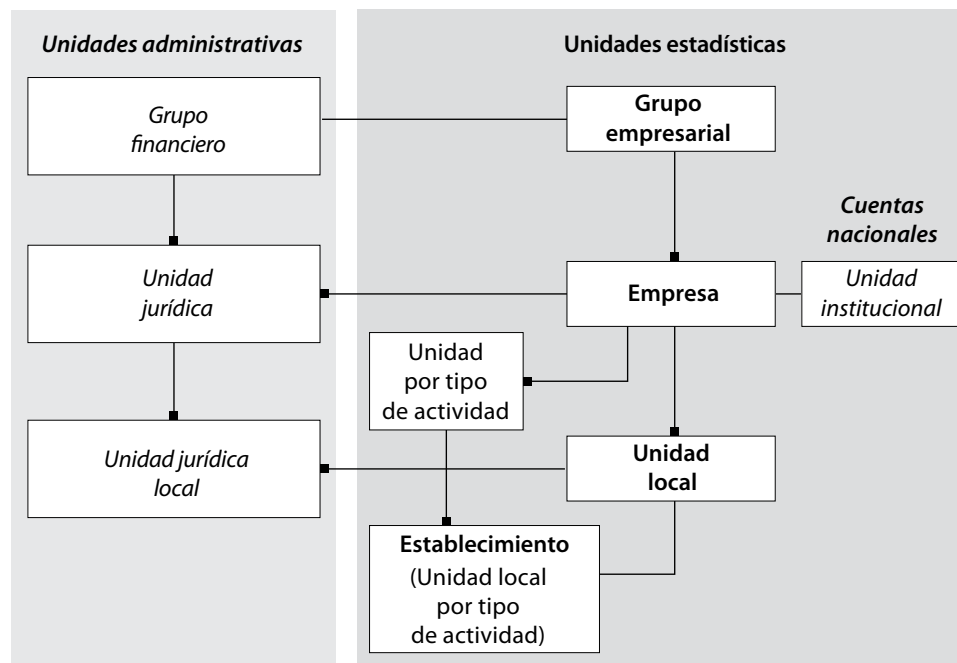 Unidades administrativas
Unidades estadísticas
Grupo
financiero
Grupo
empresarial
Cuentas
nacionales
Unidad
jurídica
Empresa
Unidad
institucional
Unidad
por tipo
de actividad
Unidad jurídica
local
Unidad
local
Establecimiento
(Unidad local
por tipo
de actividad)